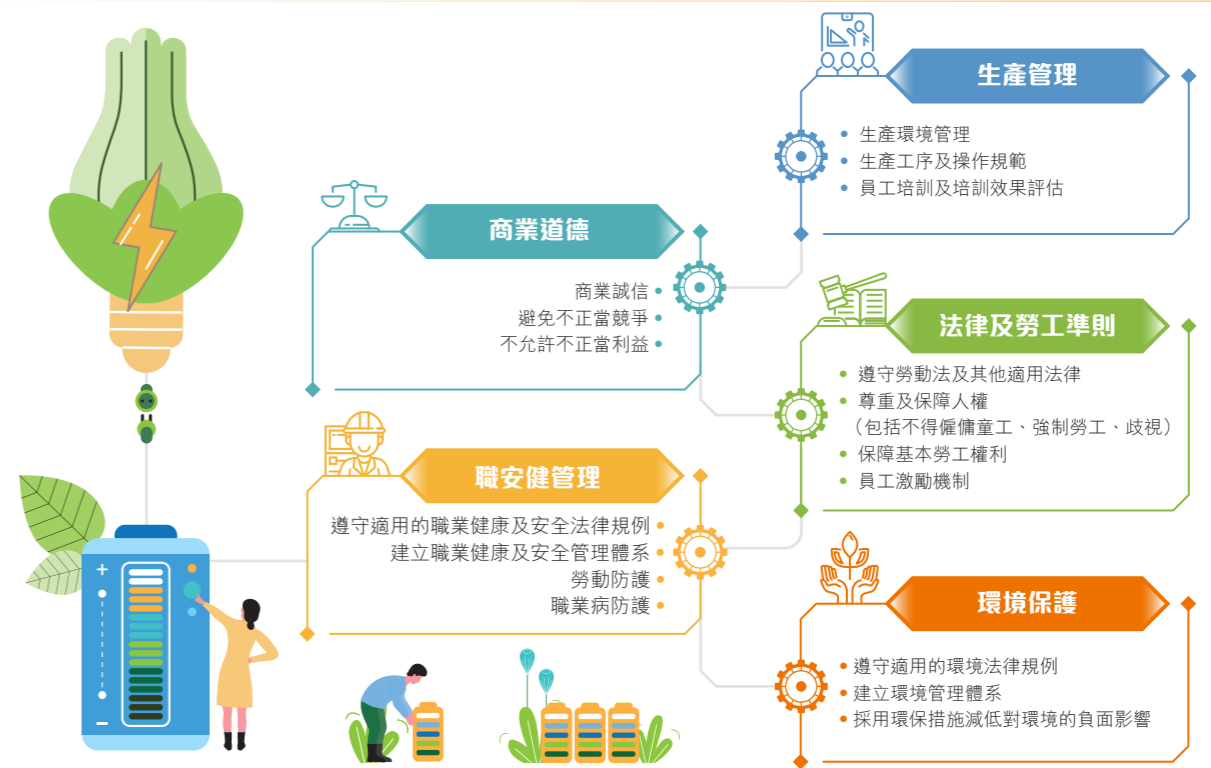 生產管理
• 生產環境管理
• 生產工序及操作規範
• 員工培訓及培訓效果評估
商業道德
商業誠信 •
避免不正當競爭 •
不允許不正當利益 •
法律及勞工準則
• 遵守勞動法及其他適用法律
• 尊重及保障人權
（包括不得僱傭童工、強制勞工、歧視）
• 保障基本勞工權利
• 員工激勵機制
職安健管理
遵守適用的職業健康及安全法律規例 •
建立職業健康及安全管理體系 •
勞動防護 •
職業病防護 •
環境保護
• 遵守適用的環境法律規例
• 建立環境管理體系
• 採用環保措施減低對環境的負面影響
+
−